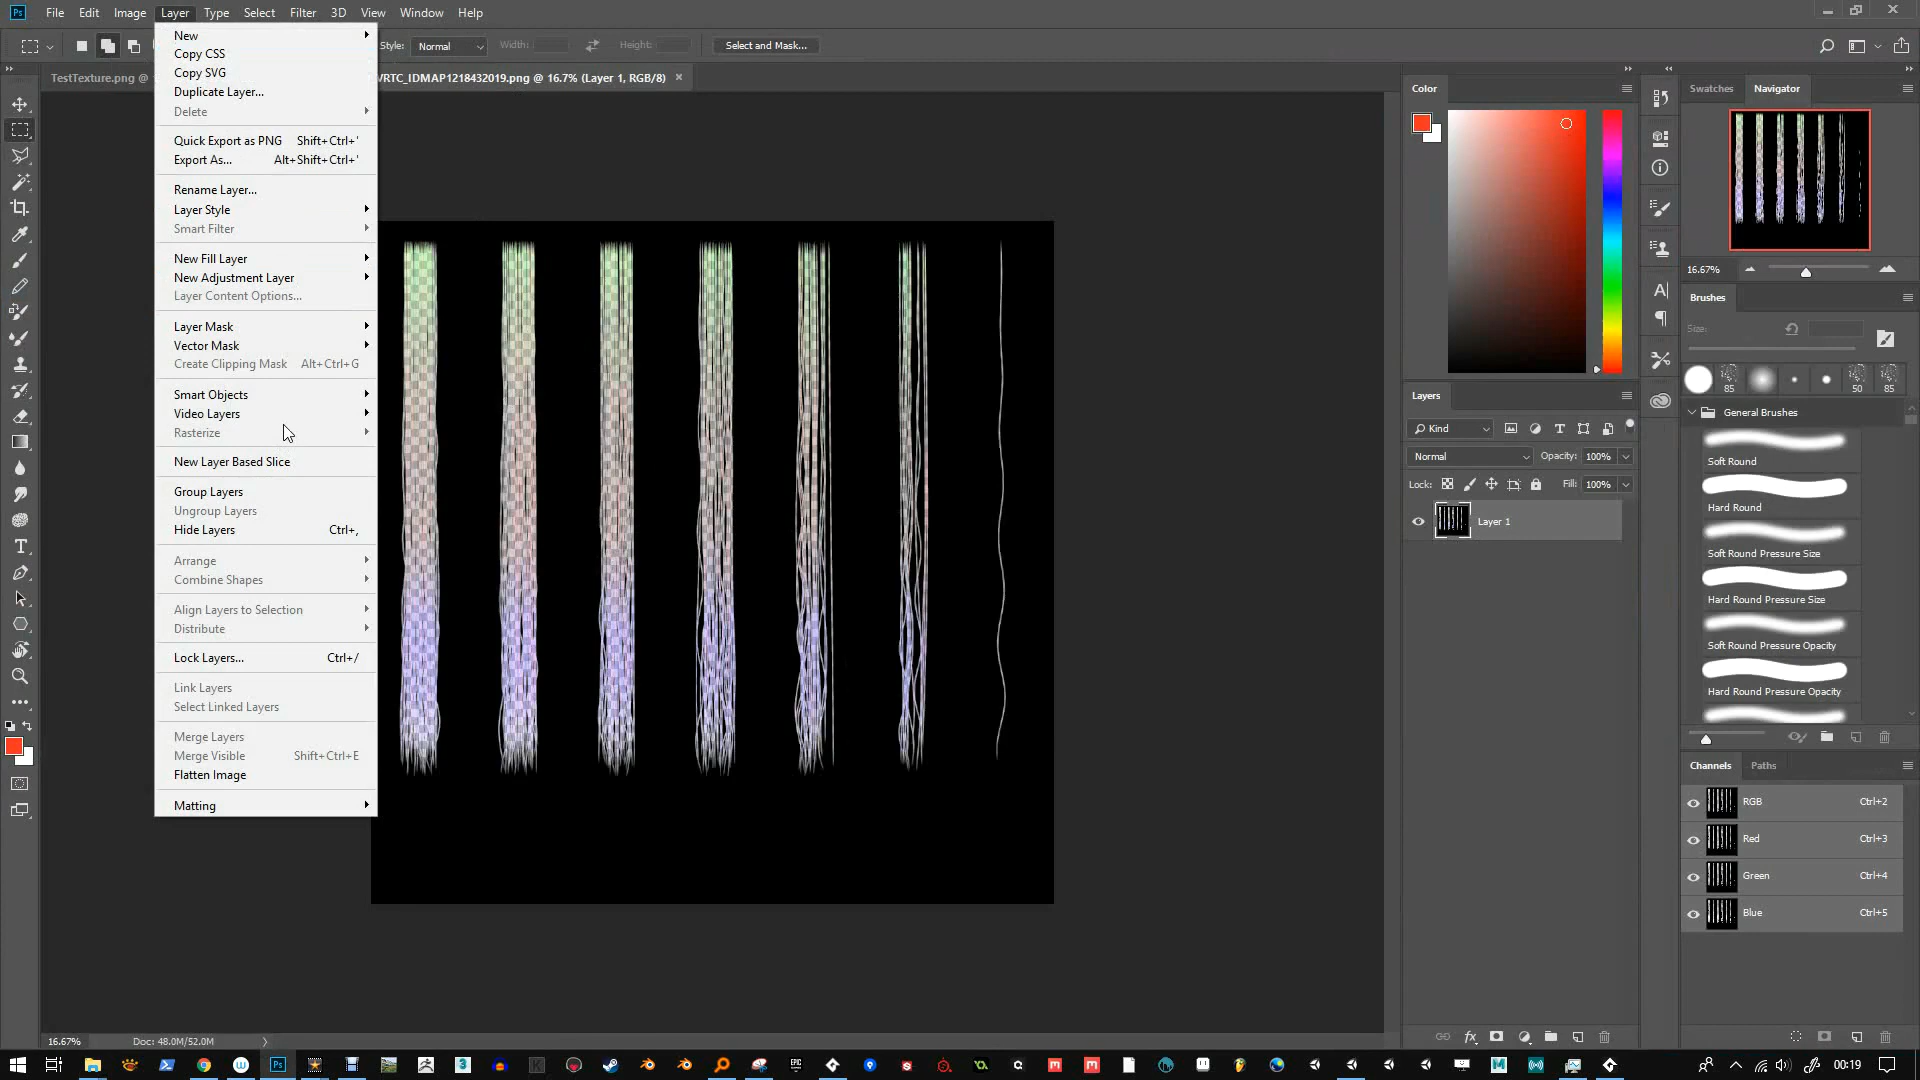 Ps File Edit Image Layer Type Select Filter 3D View Window Help
Style: Normal Width: Height: Select and Mask...
TestTexture.png @ VRTC_IDMAP1218432019.png @ 16.7% (Layer 1, RGB/8) ×
New
Copy CSS
Copy SVG
Duplicate Layer...
Delete
Quick Export as PNG Shift+Ctrl+'
Export As... Alt+Shift+Ctrl+'
Rename Layer...
Layer Style
Smart Filter
New Fill Layer
New Adjustment Layer
Layer Content Options...
Layer Mask
Vector Mask
Create Clipping Mask Alt+Ctrl+G
Smart Objects
Video Layers
Rasterize
New Layer Based Slice
Group Layers
Ungroup Layers
Hide Layers Ctrl+,
Arrange
Combine Shapes
Align Layers to Selection
Distribute
Lock Layers... Ctrl+/
Link Layers
Select Linked Layers
Merge Layers
Merge Visible Shift+Ctrl+E
Flatten Image
Matting
Color
Swatches Navigator
16.67%
Brushes
Size:
85 50 85
General Brushes
Soft Round
Hard Round
Soft Round Pressure Size
Hard Round Pressure Size
Soft Round Pressure Opacity
Hard Round Pressure Opacity
Layers
Kind
Normal Opacity: 100%
Lock: Fill: 100%
Layer 1
Channels Paths
RGB Ctrl+2
Red Ctrl+3
Green Ctrl+4
Blue Ctrl+5
16.67% Doc: 48.0M/52.0M
00:19